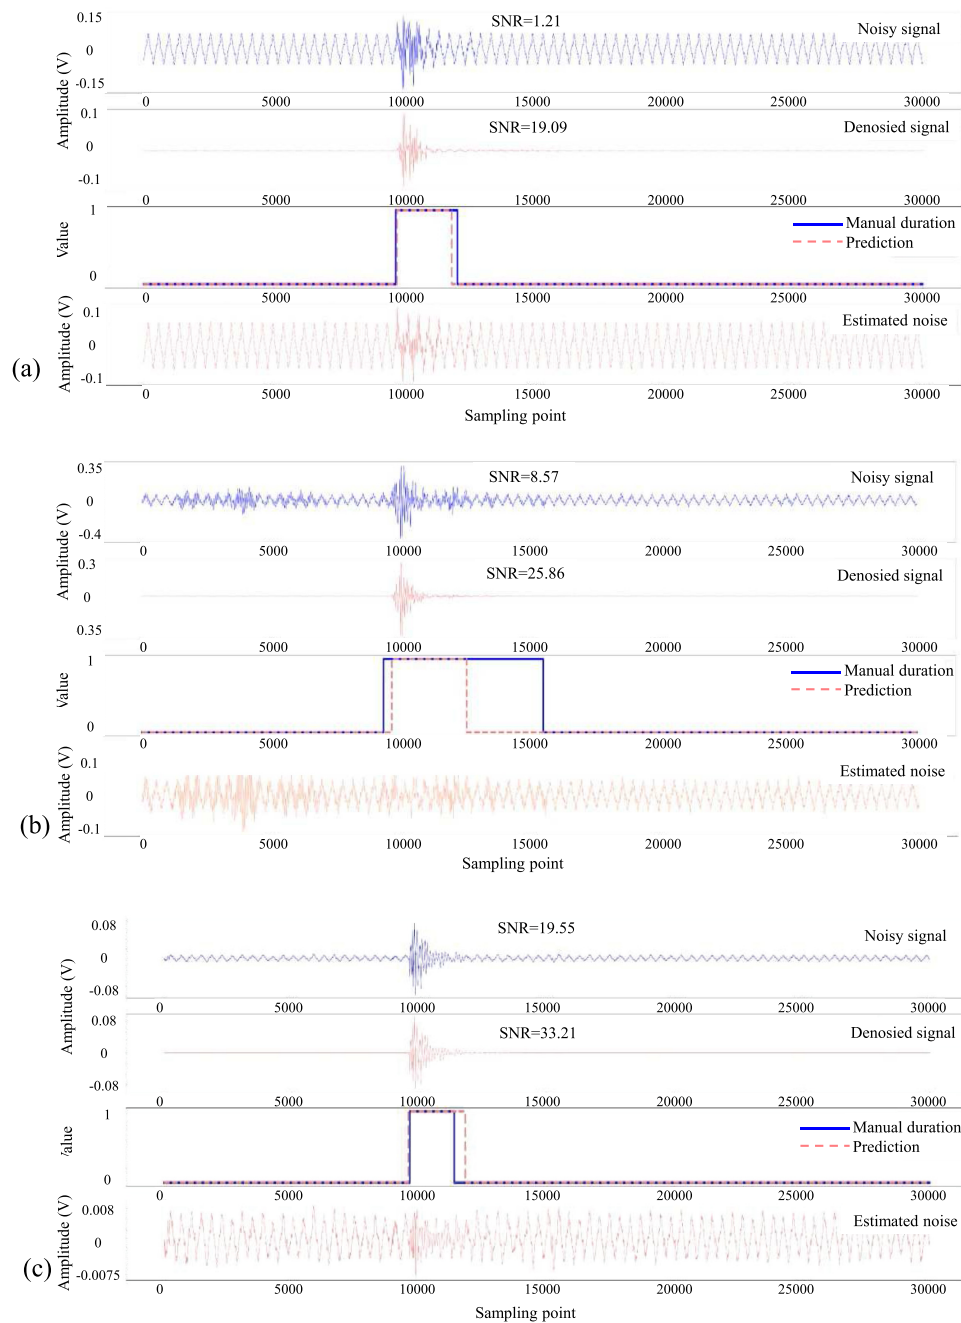 0.15
SNR=1.21
Noisy signal
0
-0.15
0 5000 10000 15000 20000 25000 30000
Amplitude (V)
0.1
SNR=19.09
Denosied signal
0
-0.1
0 5000 10000 15000 20000 25000 30000
1
Value
Manual duration
Prediction
0
0 5000 10000 15000 20000 25000 30000
Amplitude (V)
0.1
Estimated noise
0
-0.1
(a)
0 5000 10000 15000 20000 25000 30000
Sampling point
0.35
SNR=8.57
Noisy signal
0
-0.4
0 5000 10000 15000 20000 25000 30000
Amplitude (V)
0.3
SNR=25.86
Denosied signal
0
0.35
0 5000 10000 15000 20000 25000 30000
1
Value
Manual duration
Prediction
0
0 5000 10000 15000 20000 25000 30000
Amplitude (V)
0.1
Estimated noise
0
-0.1
(b)
0 5000 10000 15000 20000 25000 30000
Sampling point
0.08
SNR=19.55
Noisy signal
0
-0.08
0 5000 10000 15000 20000 25000 30000
Amplitude (V)
0.08
SNR=33.21
Denosied signal
0
-0.08
0 5000 10000 15000 20000 25000 30000
1
alue
Manual duration
Prediction
0
0 5000 10000 15000 20000 25000 30000
Amplitude (V)
0.008
Estimated noise
0
-0.0075
(c)
0 5000 10000 15000 20000 25000 30000
Sampling point